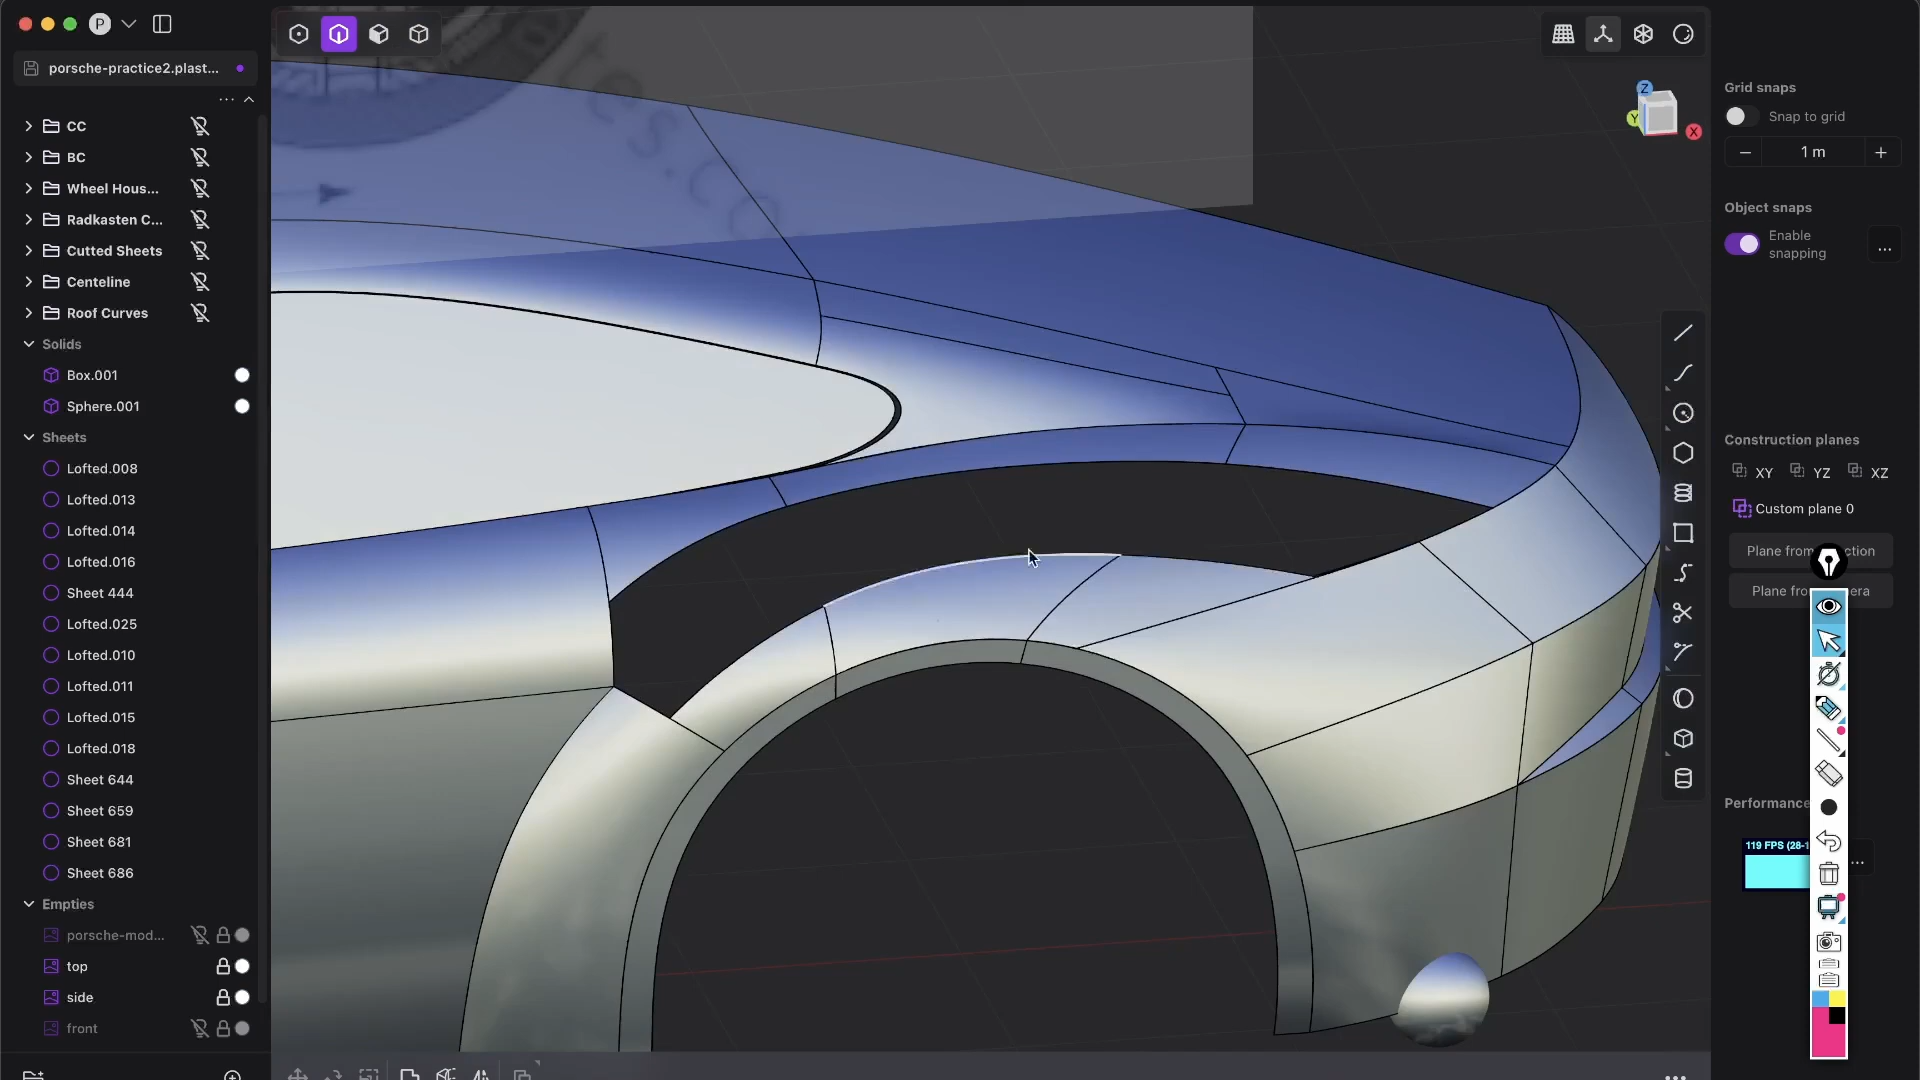 P
porsche-practice2.plast...
CC
BC
Wheel Hous...
Radkasten C...
Cutted Sheets
Centeline
Roof Curves
Solids
Box.001
Sphere.001
Sheets
Lofted.008
Lofted.013
Lofted.014
Lofted.016
Sheet 444
Lofted.025
Lofted.010
Lofted.011
Lofted.015
Lofted.018
Sheet 644
Sheet 659
Sheet 681
Sheet 686
Empties
porsche-mod...
top
side
front
Z
Y
X
Grid snaps
Snap to grid
1 m
Object snaps
Enable
snapping
Construction planes
XY YZ XZ
Custom plane 0
Plane from
Plane
Performance
119 FPS